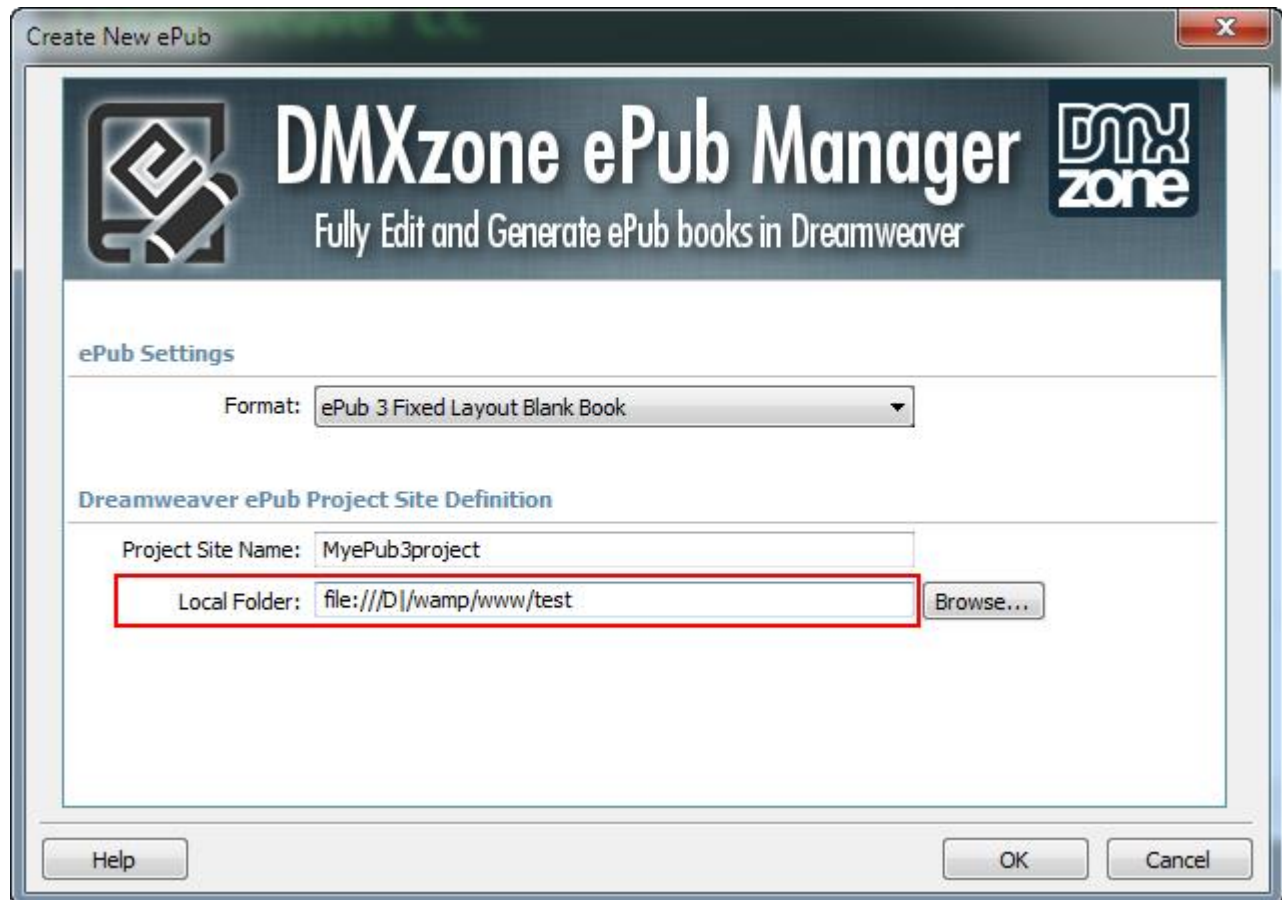 Create New ePub
DMXzone ePub Manager
DMX
zone
Fully Edit and Generate ePub books in Dreamweaver
ePub Settings
Format: ePub 3 Fixed Layout Blank Book
Dreamweaver ePub Project Site Definition
Project Site Name: MyePub3project
Local Folder: file:///D|/wamp/www/test Browse...
Help OK Cancel